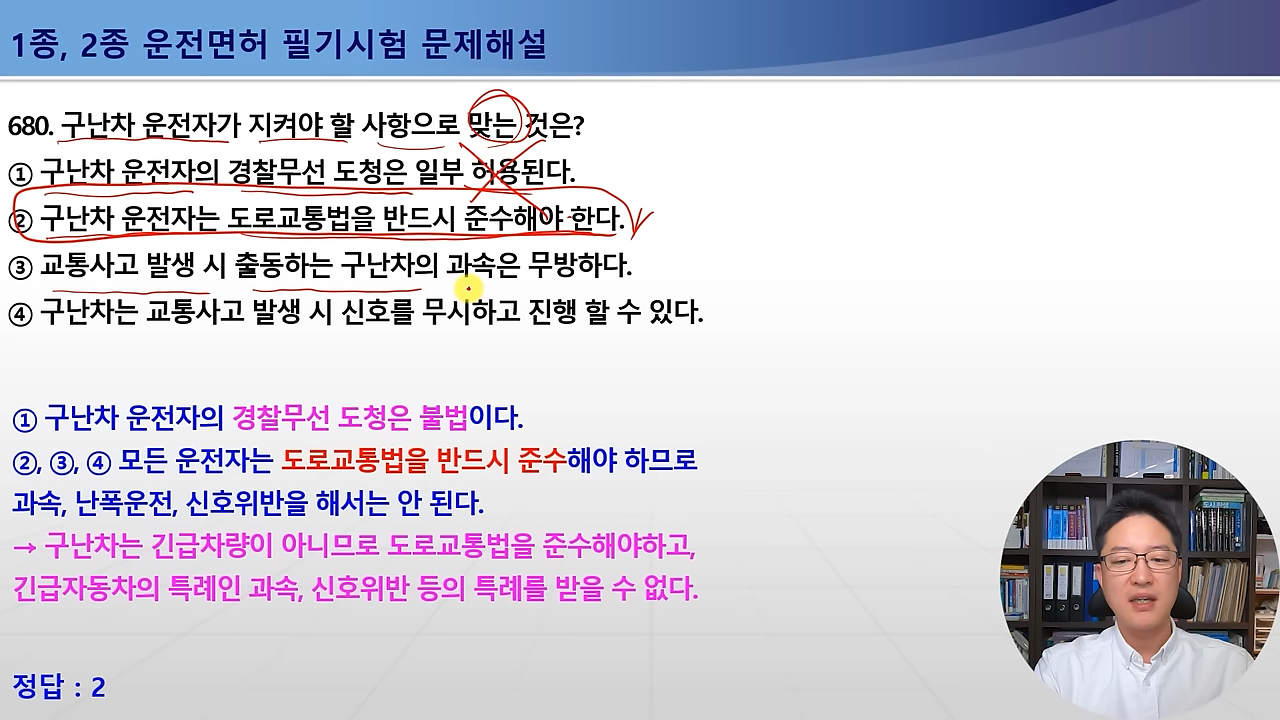 1종, 2종 운전면허 필기시험 문제해설
680. 구난차 운전자가 지켜야 할 사항으로 맞는 것은?
① 구난차 운전자의 경찰무선 도청은 일부 허용된다.
② 구난차 운전자는 도로교통법을 반드시 준수해야 한다.
③ 교통사고 발생 시 출동하는 구난차의 과속은 무방하다.
④ 구난차는 교통사고 발생 시 신호를 무시하고 진행 할 수 있다.
① 구난차 운전자의 경찰무선 도청은 불법이다.
②, ③, ④ 모든 운전자는 도로교통법을 반드시 준수해야 하므로
과속, 난폭운전, 신호위반을 해서는 안 된다.
→ 구난차는 긴급차량이 아니므로 도로교통법을 준수해야하고,
긴급자동차의 특례인 과속, 신호위반 등의 특례를 받을 수 없다.
정답 : 2